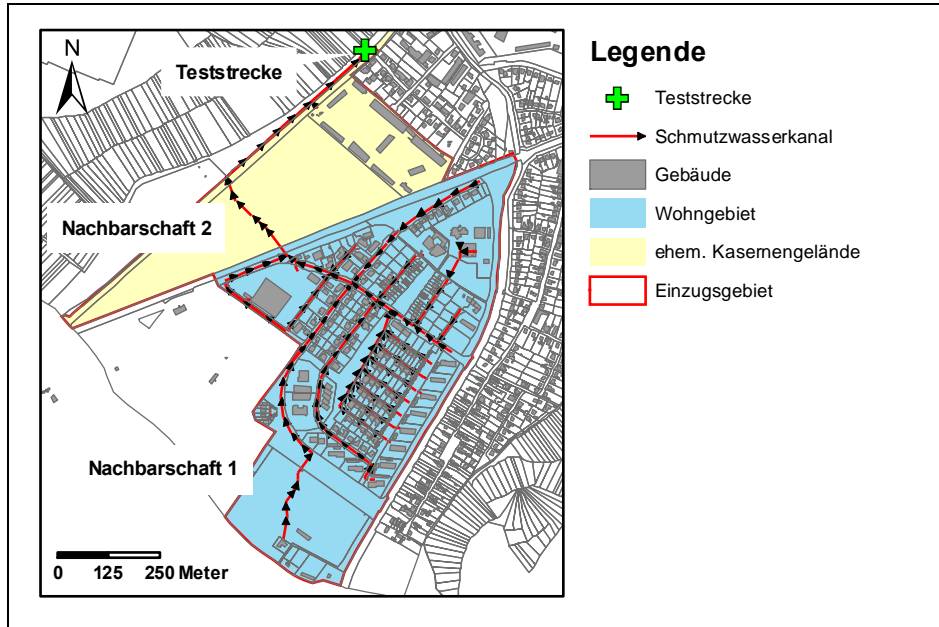 N
Teststrecke
Nachbarschaft 2
Nachbarschaft 1
0 125 250 Meter
Legende
Teststrecke
Schmutzwasserkanal
Gebäude
Wohngebiet
ehem. Kasernengelände
Einzugsgebiet